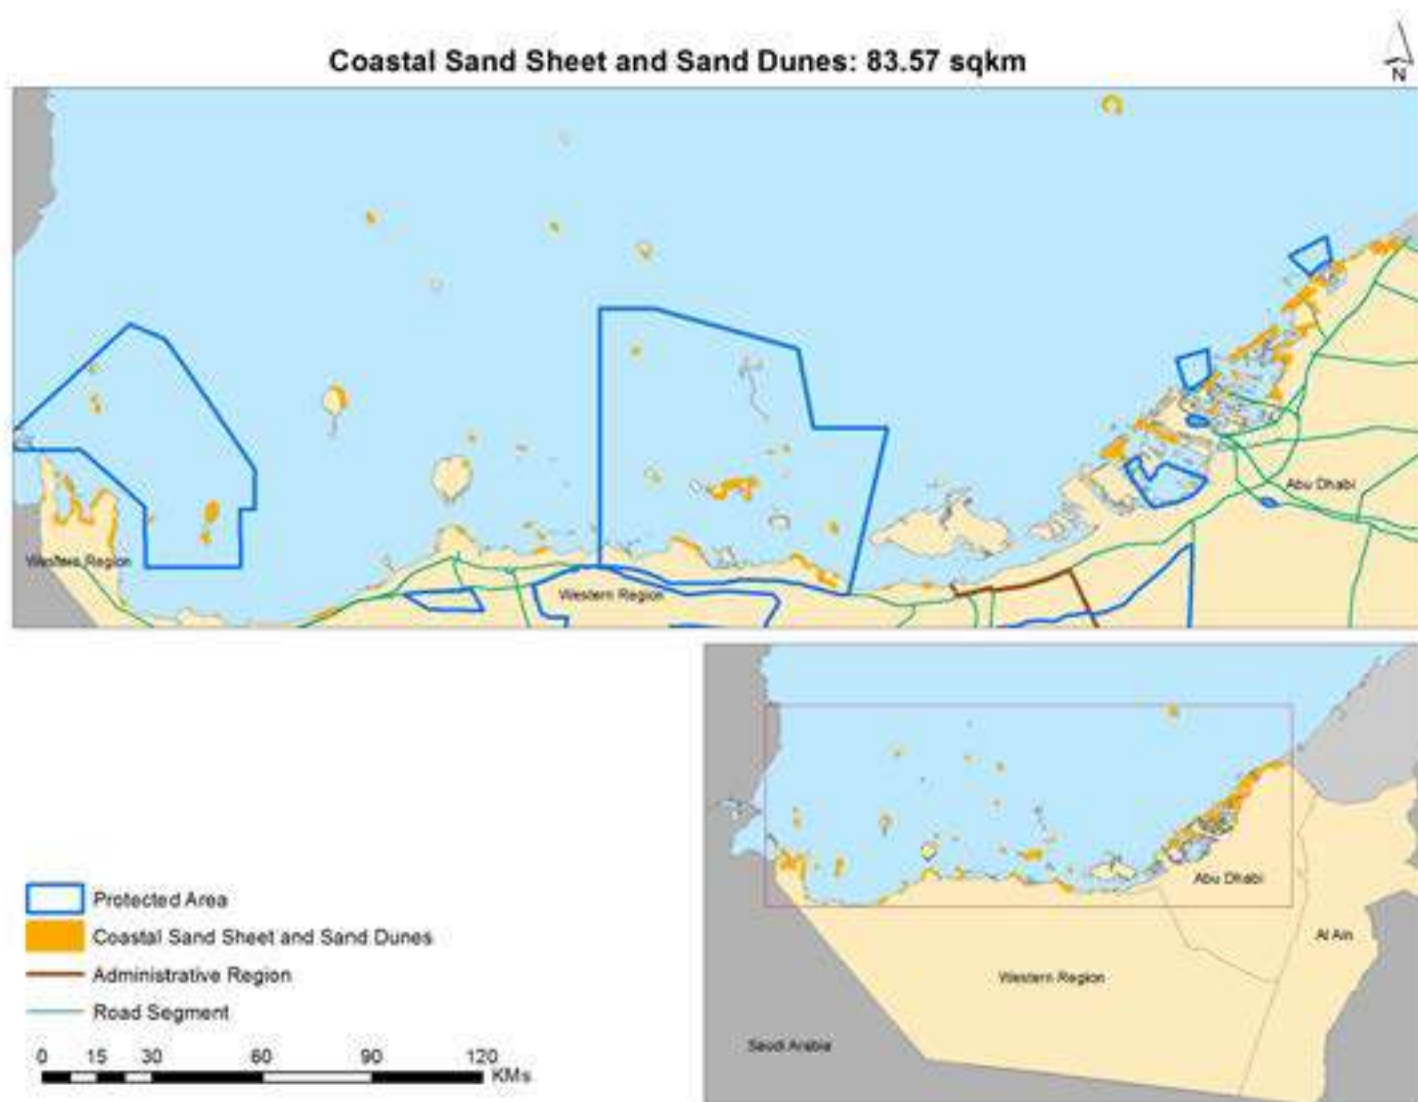 Coastal Sand Sheet and Sand Dunes: 83.57 sqkm
N
Abu Dhabi
Western Region
Western Region
Protected Area
Coastal Sand Sheet and Sand Dunes
Administrative Region
Road Segment
0 15 30 60 90 120
KMs
Abu Dhabi
Al Ain
Western Region
Saudi Arabia